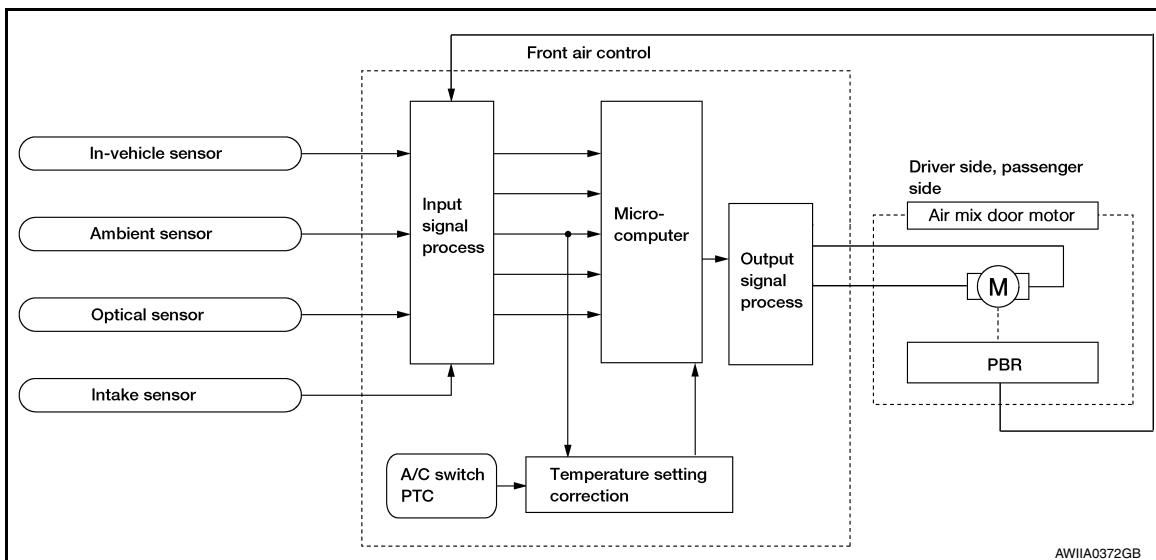 Front air control
In-vehicle sensor
Ambient sensor
Optical sensor
Intake sensor
Input
signal
process
Micro-
computer
Output
signal
process
Driver side, passenger
side
Air mix door motor
M
PBR
A/C switch
PTC
Temperature setting
correction
AWIIA0372GB